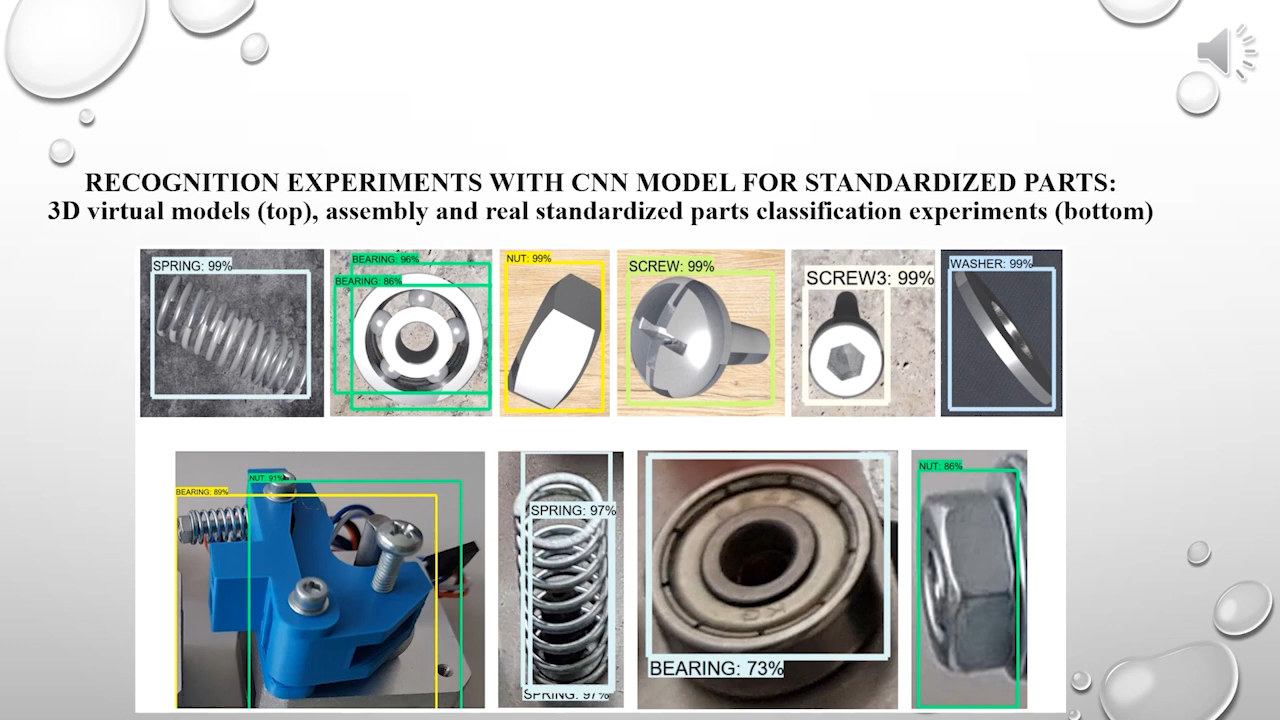 RECOGNITION EXPERIMENTS WITH CNN MODEL FOR STANDARDIZED PARTS:
3D virtual models (top), assembly and real standardized parts classification experiments (bottom)
SPRING: 99%
BEARING: 96%
BEARING: 86%
NUT: 99%
SCREW: 99%
SCREW3: 99%
WASHER: 99%
BEARING: 89%
NUT: 91%
SPRING: 97%
SPRING: 97%
BEARING: 73%
NUT: 86%